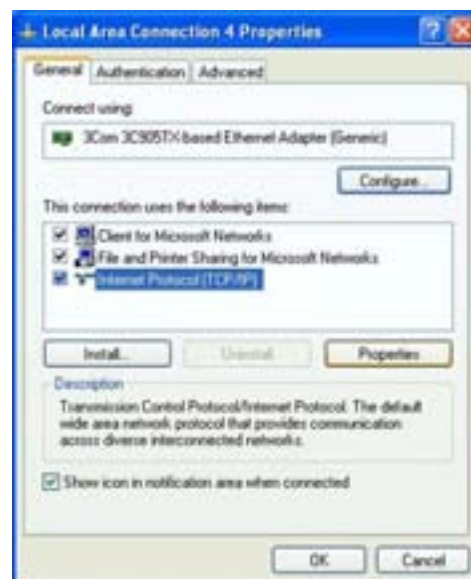 Local Area Connection 4 Properties
General
Authentication
Advanced
Connect using:
3Com 3C905TX-based Ethernet Adapter (Generic)
Configure...
This connection uses the following items:
Client for Microsoft Networks
File and Printer Sharing for Microsoft Networks
Internet Protocol (TCP/IP)
Install...
Uninstall
Properties
Description
Transmission Control Protocol/Internet Protocol. The default
wide area network protocol that provides communication
across diverse interconnected networks.
Show icon in notification area when connected
OK
Cancel